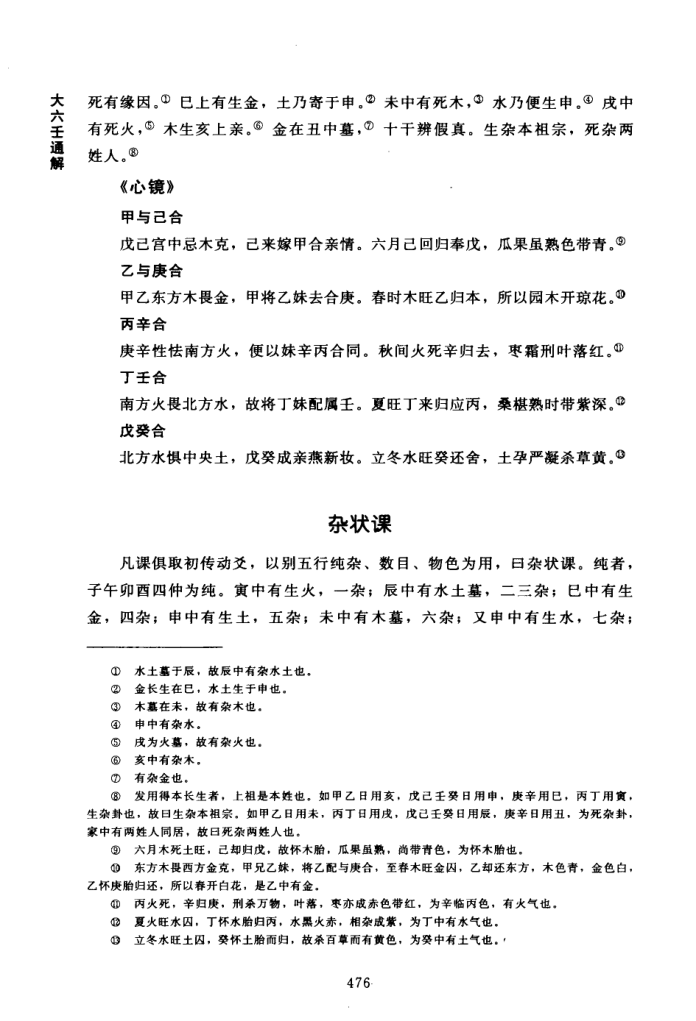 大六壬通解
死有缘因。① 巳上有生金，土乃寄于申。② 未中有死木，③ 水乃便生申。④ 戌中
有死火，⑤ 木生亥上亲。⑥ 金在丑中墓，⑦ 十干辨假真。生杂本祖宗，死杂两
姓人。⑧
《心镜》
甲与己合
戊己宫中忌木克，己来嫁甲合亲情。六月己回归奉戊，瓜果虽熟色带青。⑨
乙与庚合
甲乙东方木畏金，甲将乙妹去合庚。春时木旺乙归本，所以园木开琼花。⑩
丙辛合
庚辛性怯南方火，便以妹辛丙合同。秋间火死辛归去，枣霜刑叶落红。⑪
丁壬合
南方火畏北方水，故将丁妹配属壬。夏旺丁来归应丙，桑椹熟时带紫深。⑫
戊癸合
北方水惧中央土，戊癸成亲燕新妆。立冬水旺癸还舍，土孕严凝杀草黄。⑬
杂状课
凡课俱取初传动爻，以别五行纯杂、数目、物色为用，曰杂状课。纯者，
子午卯酉四仲为纯。寅中有生火，一杂；辰中有水土墓，二三杂；巳中有生
金，四杂；申中有生土，五杂；未中有木墓，六杂；又申中有生水，七杂；
① 水土墓于辰，故辰中有杂水土也。
② 金长生在巳，水土生于申也。
③ 木墓在未，故有杂木也。
④ 申中有杂水。
⑤ 戌为火墓，故有杂火也。
⑥ 亥中有杂木。
⑦ 有杂金也。
⑧ 发用得本长生者，上祖是本姓也。如甲乙日用亥，戊己壬癸日用申，庚辛用巳，丙丁用寅，
生杂卦也，故曰生杂本祖宗。如甲乙日用未，丙丁日用戌，戊己壬癸日用辰，庚辛日用丑，为死杂卦，
家中有两姓人同居，故曰死杂两姓人也。
⑨ 六月木死土旺，己却归戊，故怀木胎，瓜果虽熟，尚带青色，为怀木胎也。
⑩ 东方木畏西方金克，甲兄乙妹，将乙配与庚合，至春木旺金囚，乙却还东方，木色青，金色白，
乙怀庚胎归还，所以春开白花，是乙中有金。
⑪ 丙火死，辛归庚，刑杀万物，叶落，枣亦成赤色带红，为辛临丙色，有火气也。
⑫ 夏火旺水囚，丁怀水胎归丙，水黑火赤，相杂成紫，为丁中有水气也。
⑬ 立冬水旺土囚，癸怀土胎而归，故杀百草而有黄色，为癸中有土气也。
476